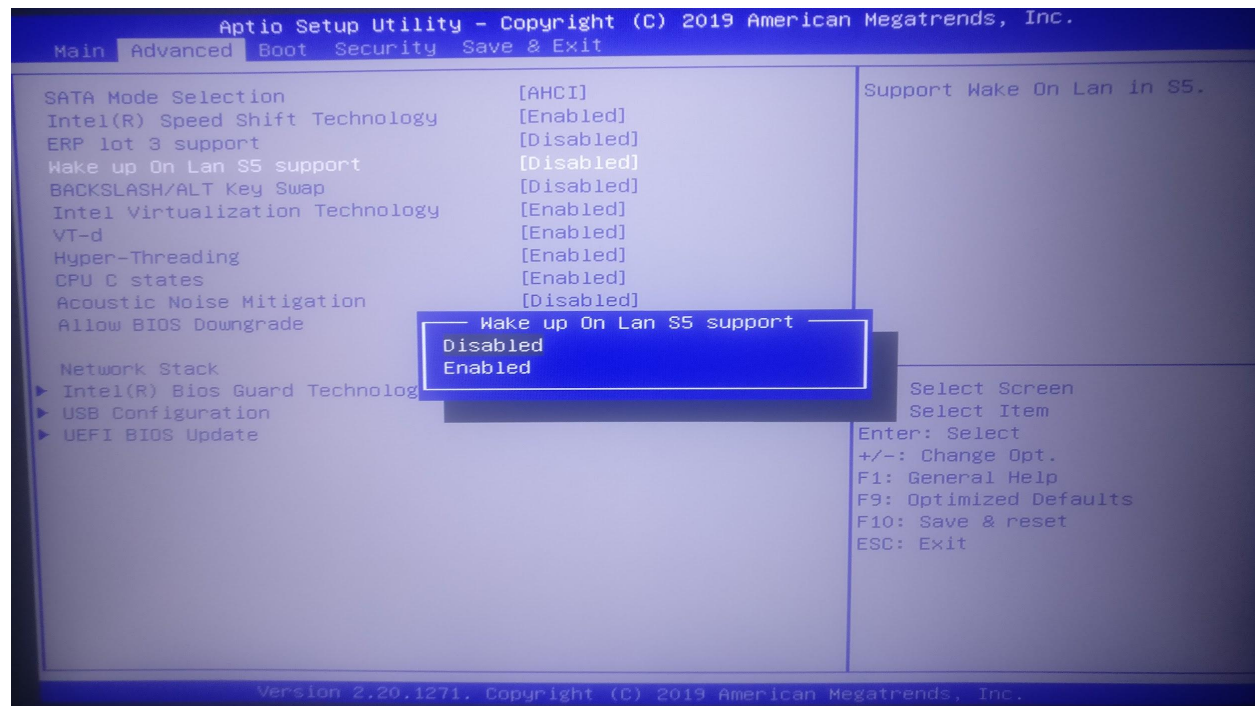 Aptio Setup Utility – Copyright (C) 2019 American Megatrends, Inc.
Main Advanced Boot Security Save & Exit
SATA Mode Selection [AHCI]
Intel(R) Speed Shift Technology [Enabled]
ERP lot 3 support [Disabled]
Wake up On Lan S5 support [Disabled]
BACKSLASH/ALT Key Swap [Disabled]
Intel Virtualization Technology [Enabled]
VT-d [Enabled]
Hyper-Threading [Enabled]
CPU C states [Enabled]
Acoustic Noise Mitigation [Disabled]
Allow BIOS Downgrade
Network Stack
Intel(R) Bios Guard Technolog
USB Configuration
UEFI BIOS Update
Wake up On Lan S5 support
Disabled
Enabled
Support Wake On Lan in S5.
Select Screen
Select Item
Enter: Select
+/-: Change Opt.
F1: General Help
F9: Optimized Defaults
F10: Save & reset
ESC: Exit
Version 2.20.1271. Copyright (C) 2019 American Megatrends, Inc.